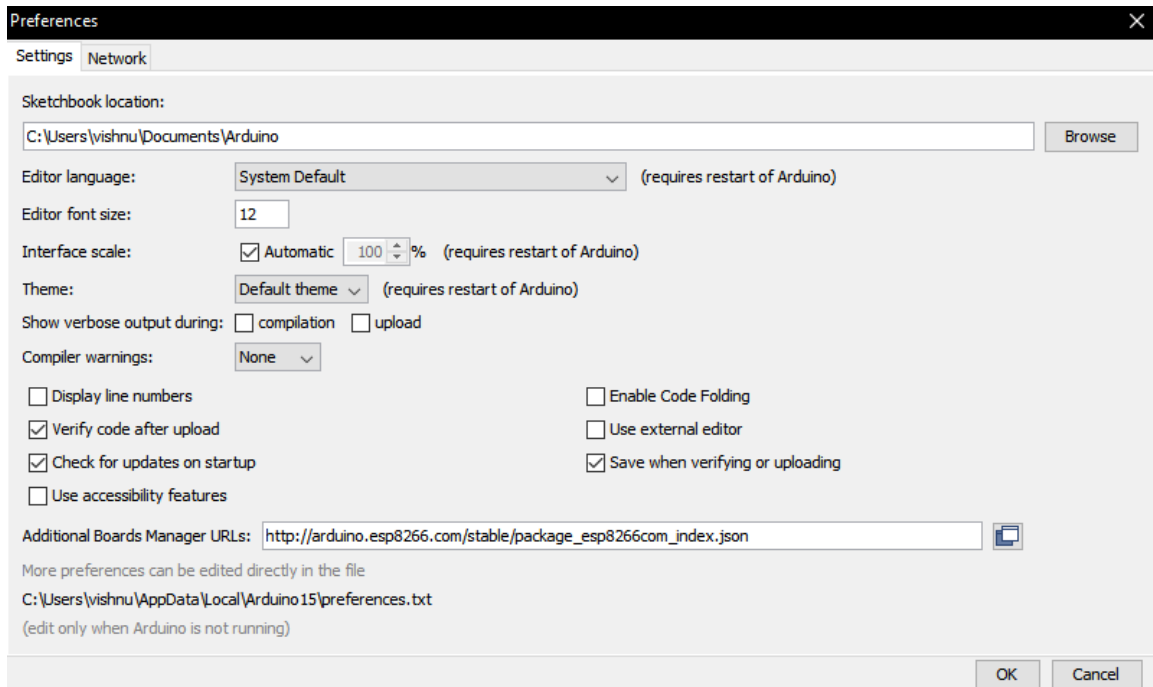 Preferences
Settings Network
Sketchbook location:
C:\Users\vishnu\Documents\Arduino Browse
Editor language: System Default (requires restart of Arduino)
Editor font size: 12
Interface scale: Automatic 100 % (requires restart of Arduino)
Theme: Default theme (requires restart of Arduino)
Show verbose output during: compilation upload
Compiler warnings: None
Display line numbers Enable Code Folding
Verify code after upload Use external editor
Check for updates on startup Save when verifying or uploading
Use accessibility features
Additional Boards Manager URLs: http://arduino.esp8266.com/stable/package_esp8266com_index.json
More preferences can be edited directly in the file
C:\Users\vishnu\AppData\Local\Arduino15\preferences.txt
(edit only when Arduino is not running)
OK Cancel